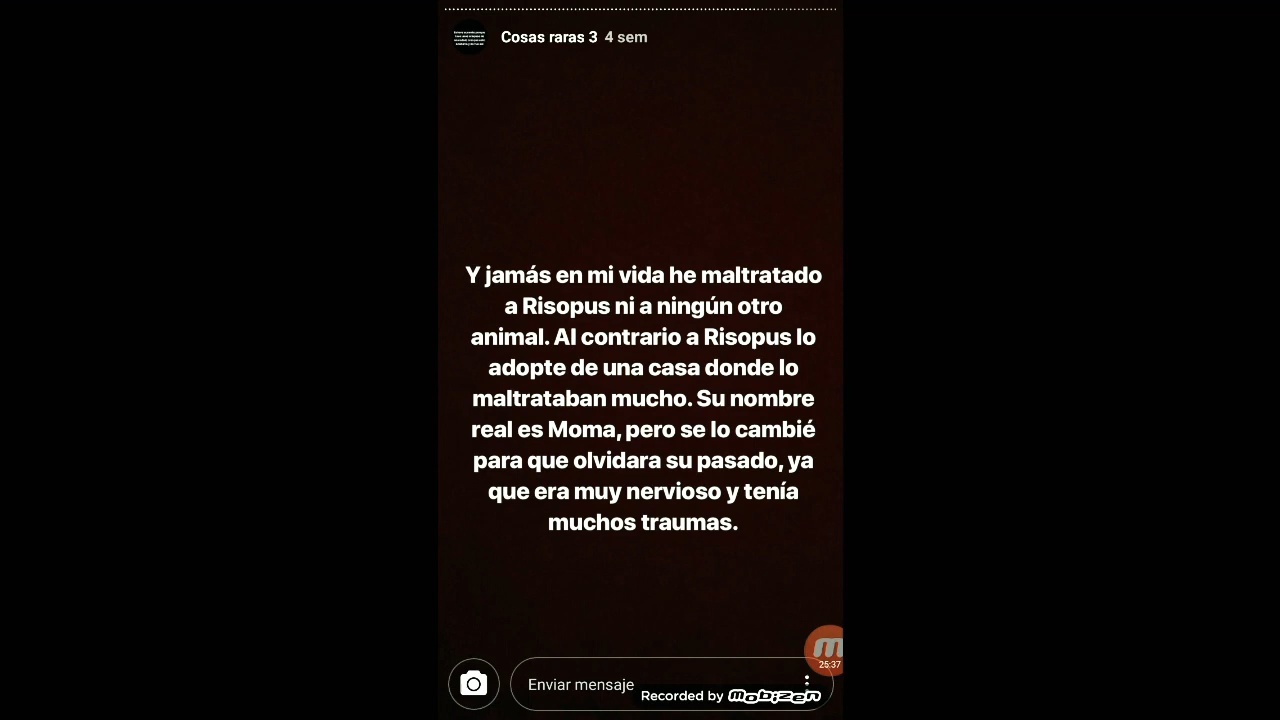 Cosas raras 3 4 sem
Y jamás en mi vida he maltratado
a Risopus ni a ningún otro
animal. Al contrario a Risopus lo
adopte de una casa donde lo
maltrataban mucho. Su nombre
real es Moma, pero se lo cambié
para que olvidara su pasado, ya
que era muy nervioso y tenía
muchos traumas.
25:37
Enviar mensaje
Recorded by mobizen